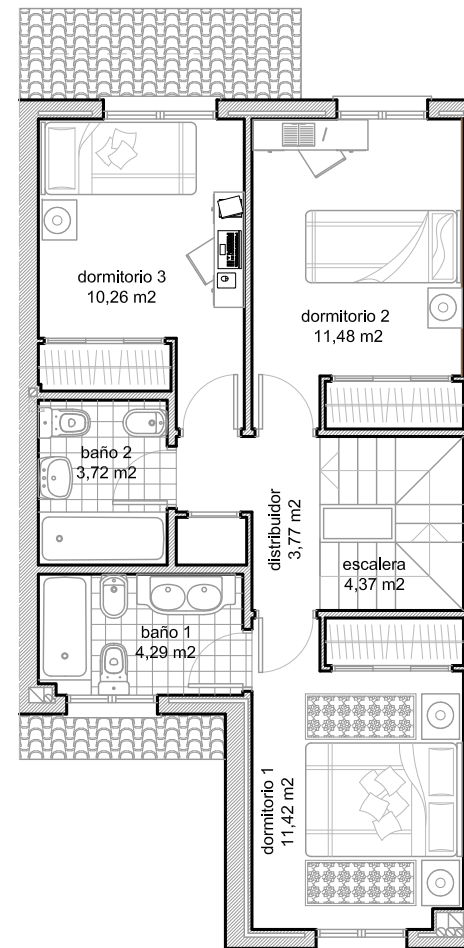 dormitorio 3
10,26 m2
dormitorio 2
11,48 m2
baño 2
3,72 m2
distribuidor
3,77 m2
escalera
4,37 m2
baño 1
4,29 m2
dormitorio 1
11,42 m2